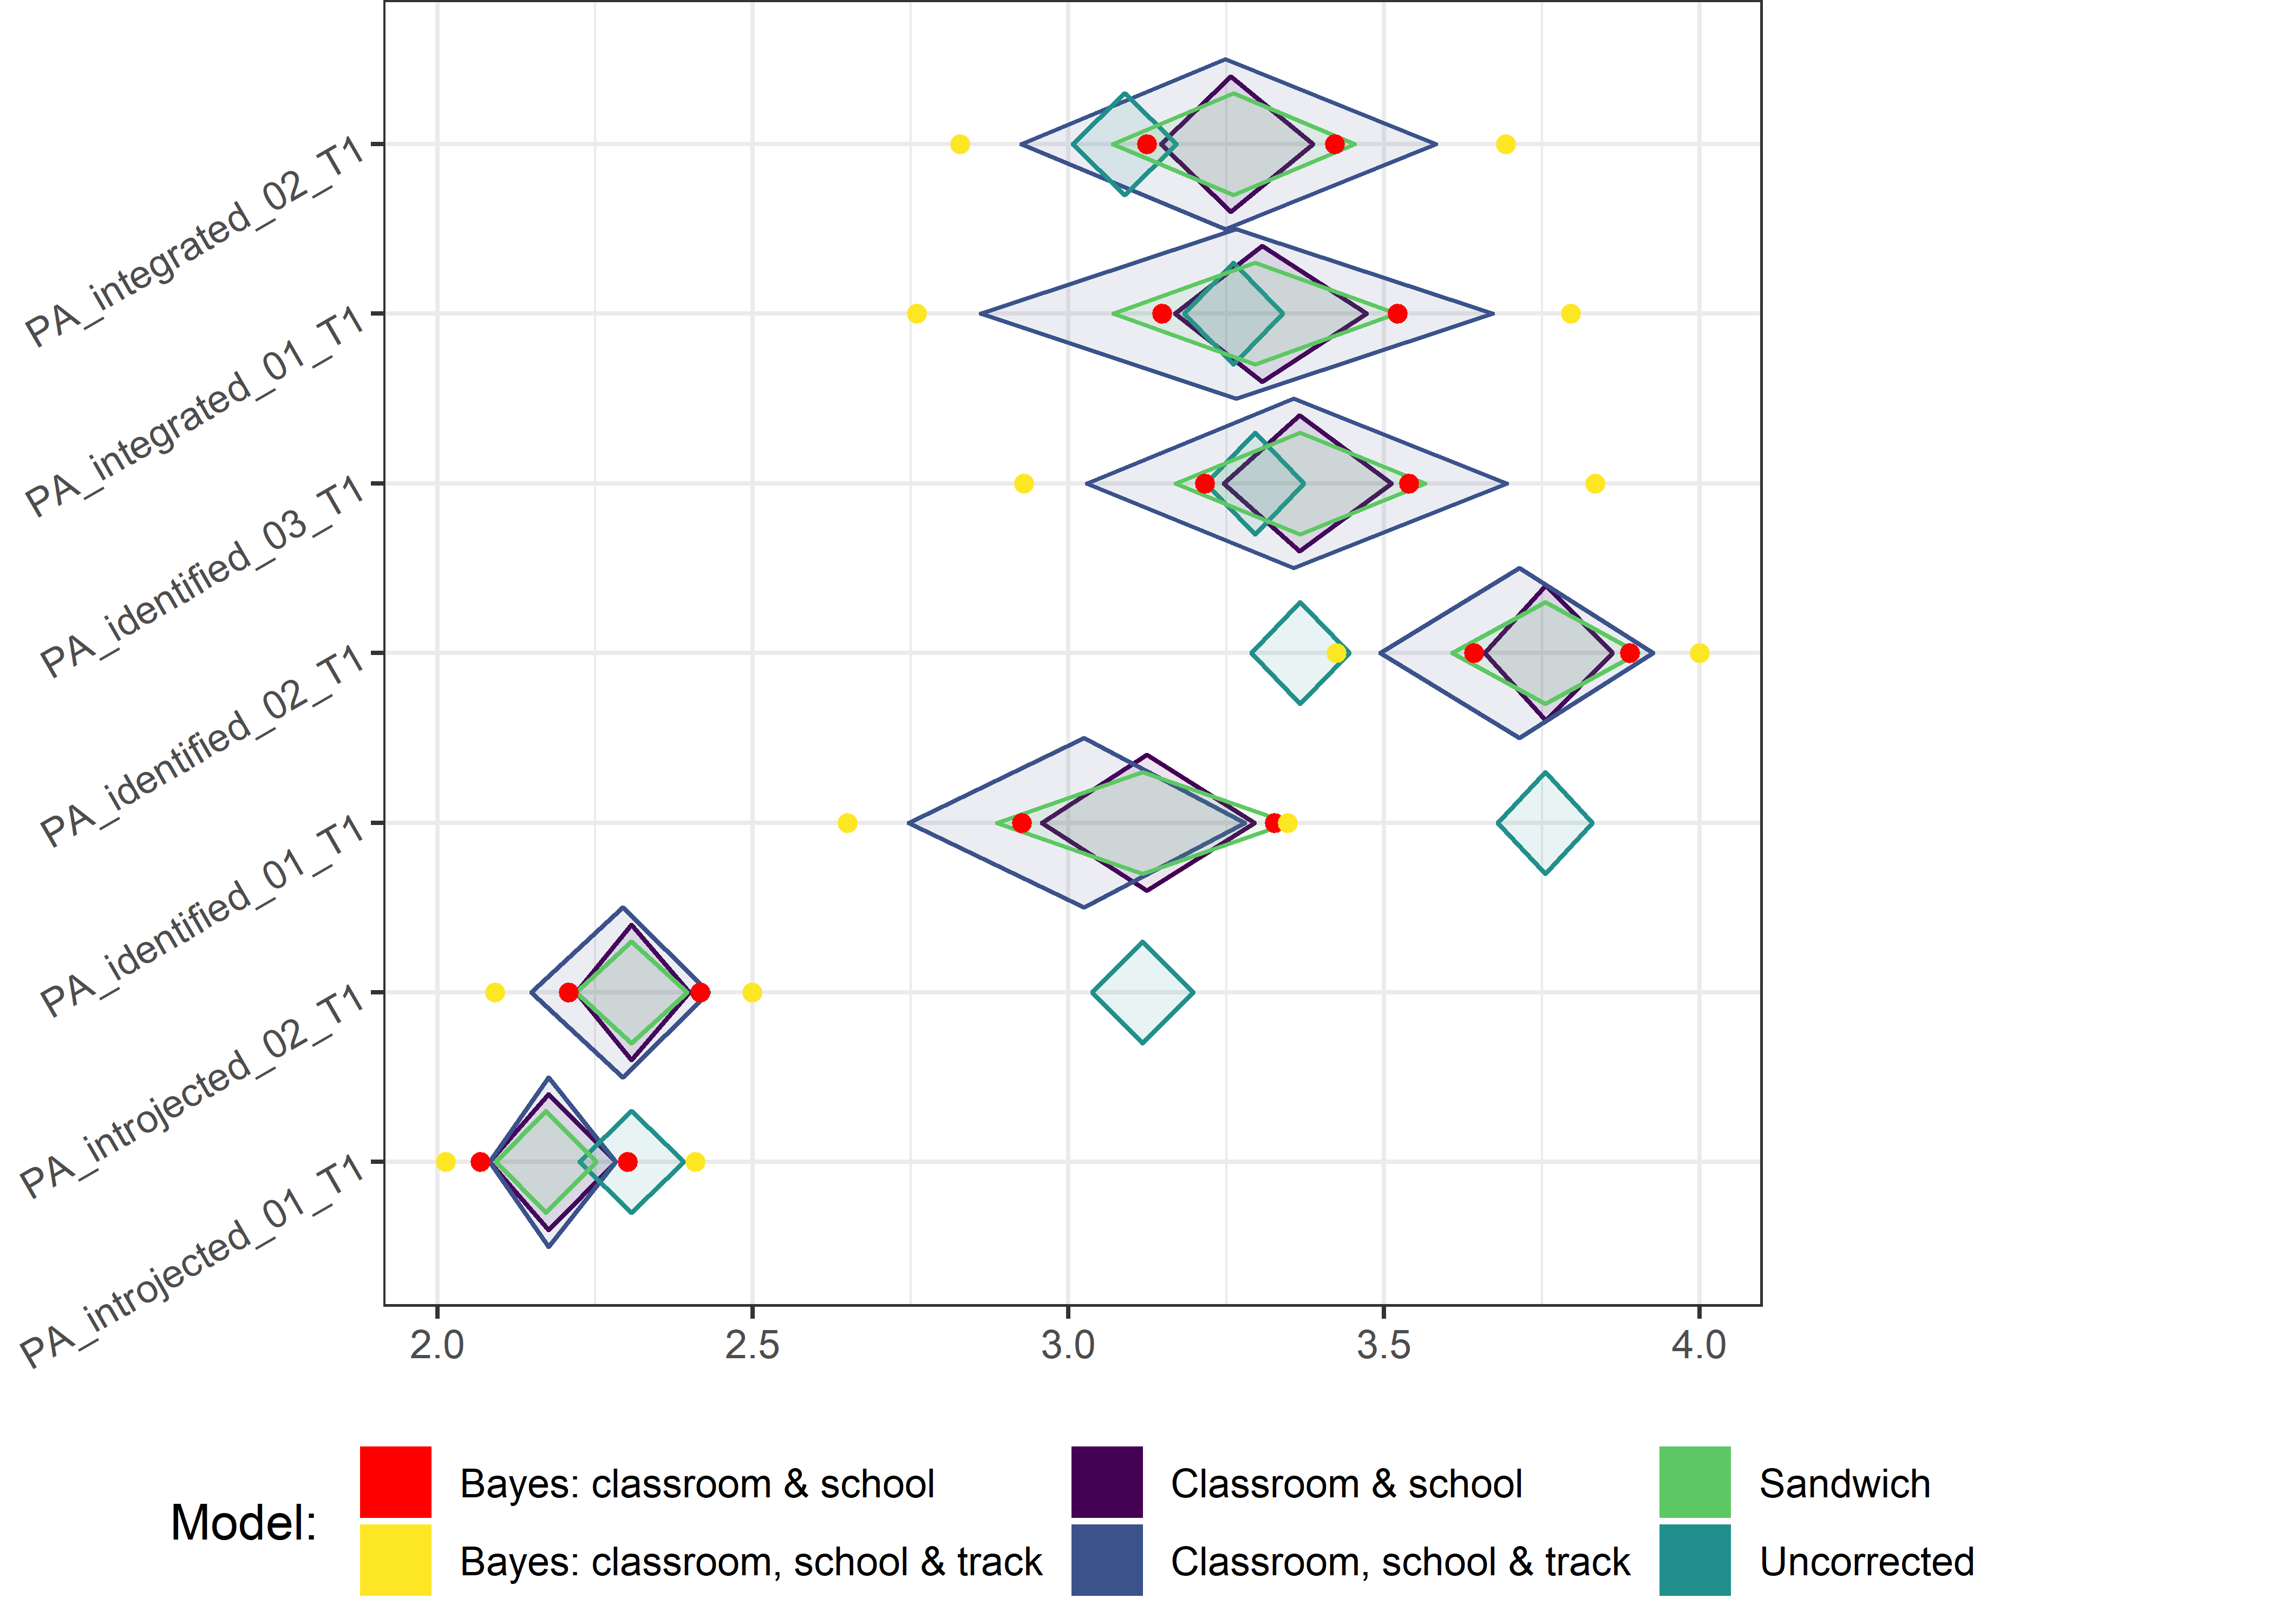 PA_integrated_02_T1
PA_integrated_01_T1
PA_identified_03_T1
PA_identified_02_T1
PA_identified_01_T1
PA_introjected_02_T1
PA_introjected_01_T1
2.0 2.5 3.0 3.5 4.0
Model:
Bayes: classroom & school Classroom & school Sandwich
Bayes: classroom, school & track Classroom, school & track Uncorrected